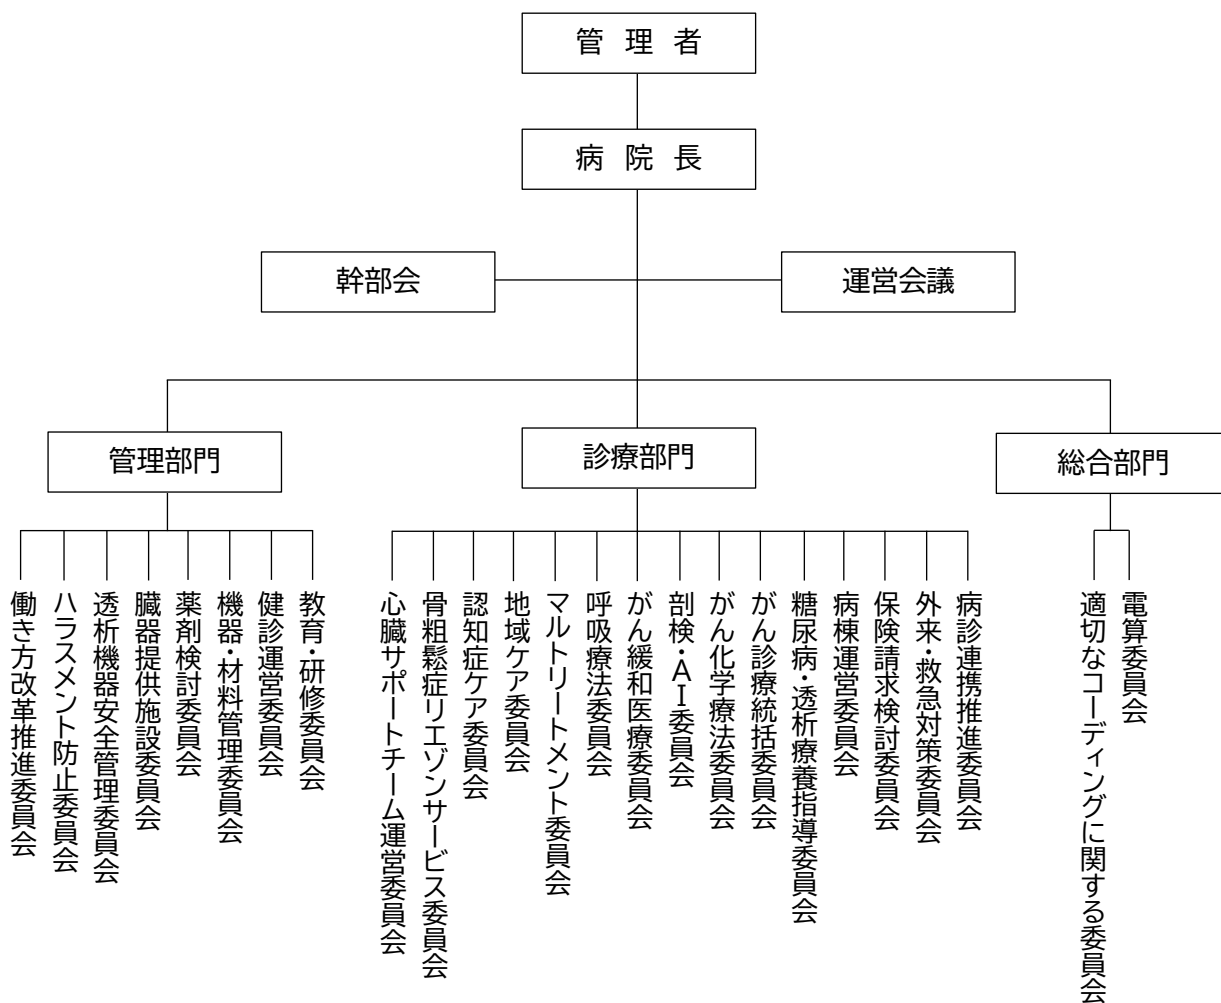 管理者
病院長
幹部会
運営会議
管理部門
診療部門
総合部門
働き方改革推進委員会
ハラスメント防止委員会
透析機器安全管理委員会
臓器提供施設委員会
薬剤検討委員会
機器・材料管理委員会
健診運営委員会
教育・研修委員会
心臓サポートチーム運営委員会
骨粗鬆症リエゾンサービス委員会
認知症ケア委員会
地域ケア委員会
マルトリートメント委員会
呼吸療法委員会
がん緩和医療委員会
剖検・AI委員会
がん化学療法委員会
がん診療統括委員会
糖尿病・透析療養指導委員会
病棟運営委員会
保険請求検討委員会
外来・救急対策委員会
病診連携推進委員会
適切なコーディングに関する委員会
電算委員会